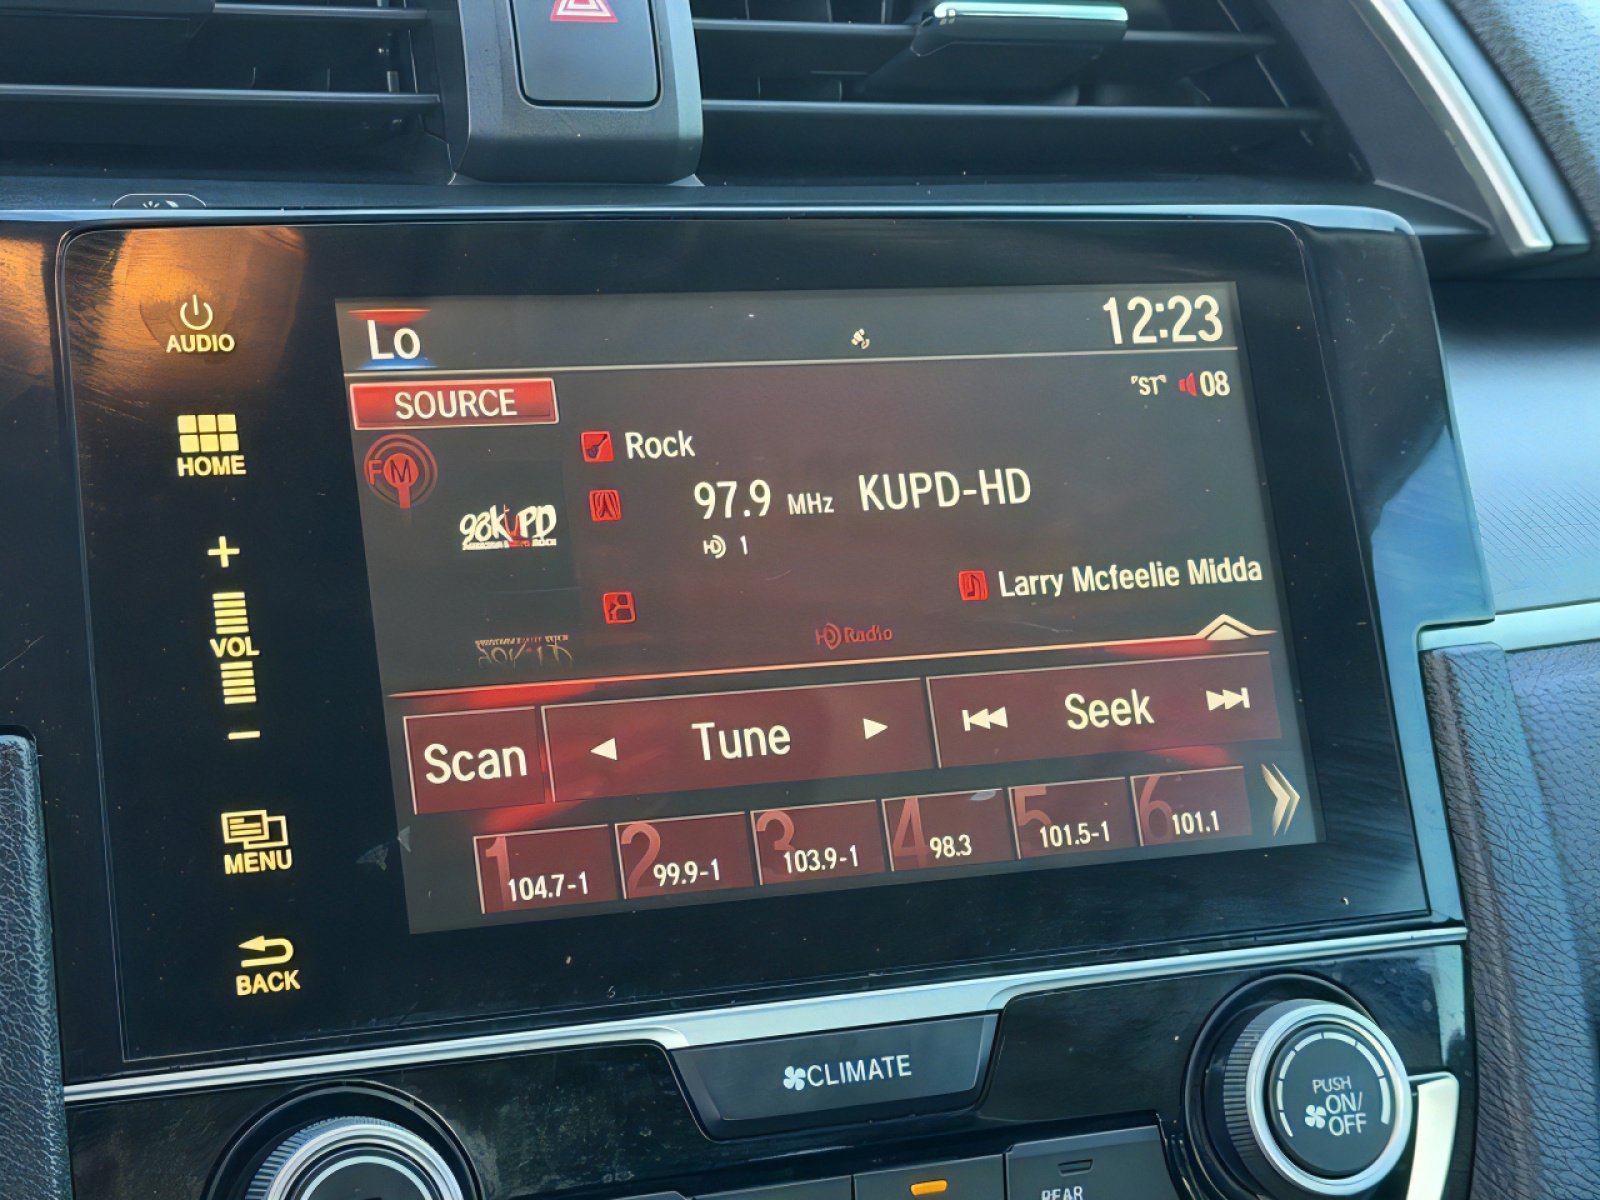 AUDIO
HOME
+
VOL
−
MENU
BACK
Lo
12:23
"ST" 08
SOURCE
FM
98KUPD
Rock
97.9 MHz KUPD-HD
HD 1
Larry Mcfeelie Midda
HD Radio
Scan
Tune
Seek
1 104.7-1
2 99.9-1
3 103.9-1
4 98.3
5 101.5-1
6 101.1
CLIMATE
PUSH
ON/
OFF
REAR